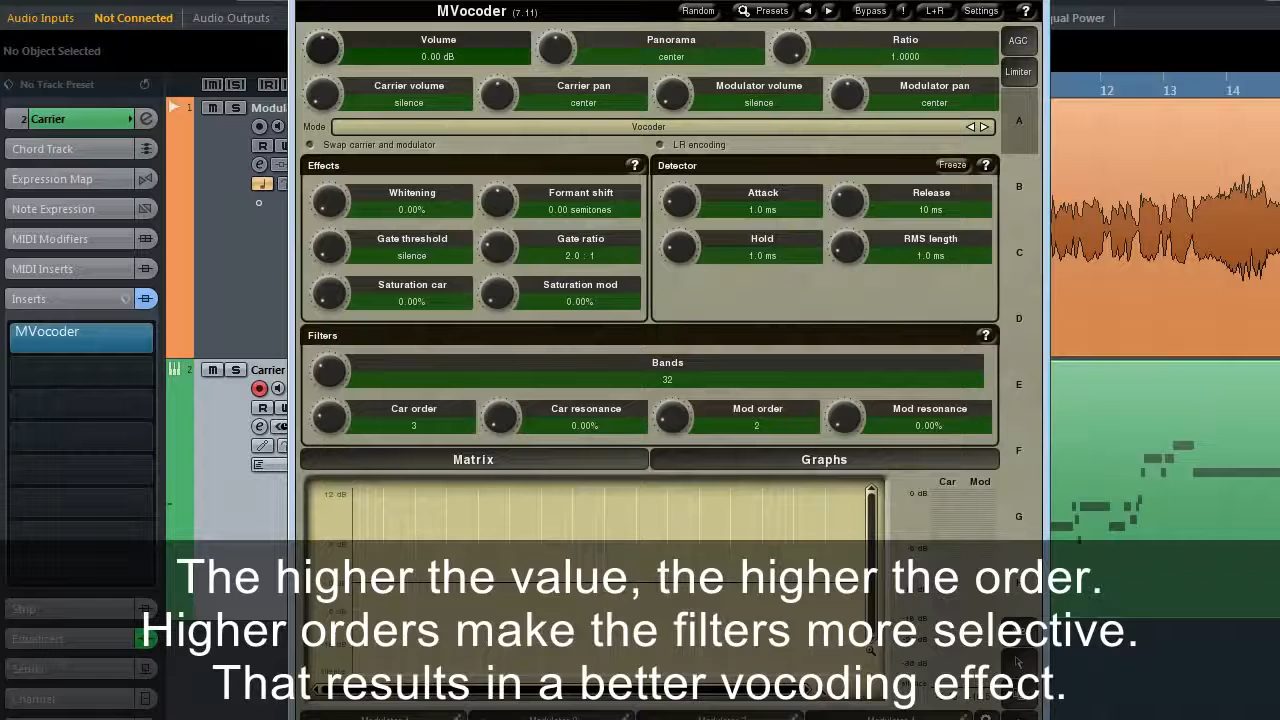 Audio Inputs Not Connected Audio Outputs
MVocoder (7.11) Random Presets Bypass ! L+R Settings ?
No Object Selected
No Track Preset
2 Carrier
Chord Track
Expression Map
Note Expression
MIDI Modifiers
MIDI Inserts
Inserts
MVocoder
1 M S Modul
R
e
2 M S Carrier
R
e
Volume Panorama Ratio AGC
0.00 dB center 1.0000
Limiter
Carrier volume Carrier pan Modulator volume Modulator pan
silence center silence center
Mode Vocoder
A
Swap carrier and modulator LR encoding
Effects ? Detector Freeze ?
Whitening Formant shift Attack Release B
0.00% 0.00 semitones 1.0 ms 10 ms
Gate threshold Gate ratio Hold RMS length C
silence 2.0 : 1 1.0 ms 1.0 ms
Saturation car Saturation mod
0.00% 0.00%
D
Filters ?
Bands
32
E
Car order Car resonance Mod order Mod resonance
3 0.00% 2 0.00%
F
Matrix Graphs
Car Mod
12 dB 0 dB
G
12 13 14
The higher the value, the higher the order.
Higher orders make the filters more selective.
That results in a better vocoding effect.